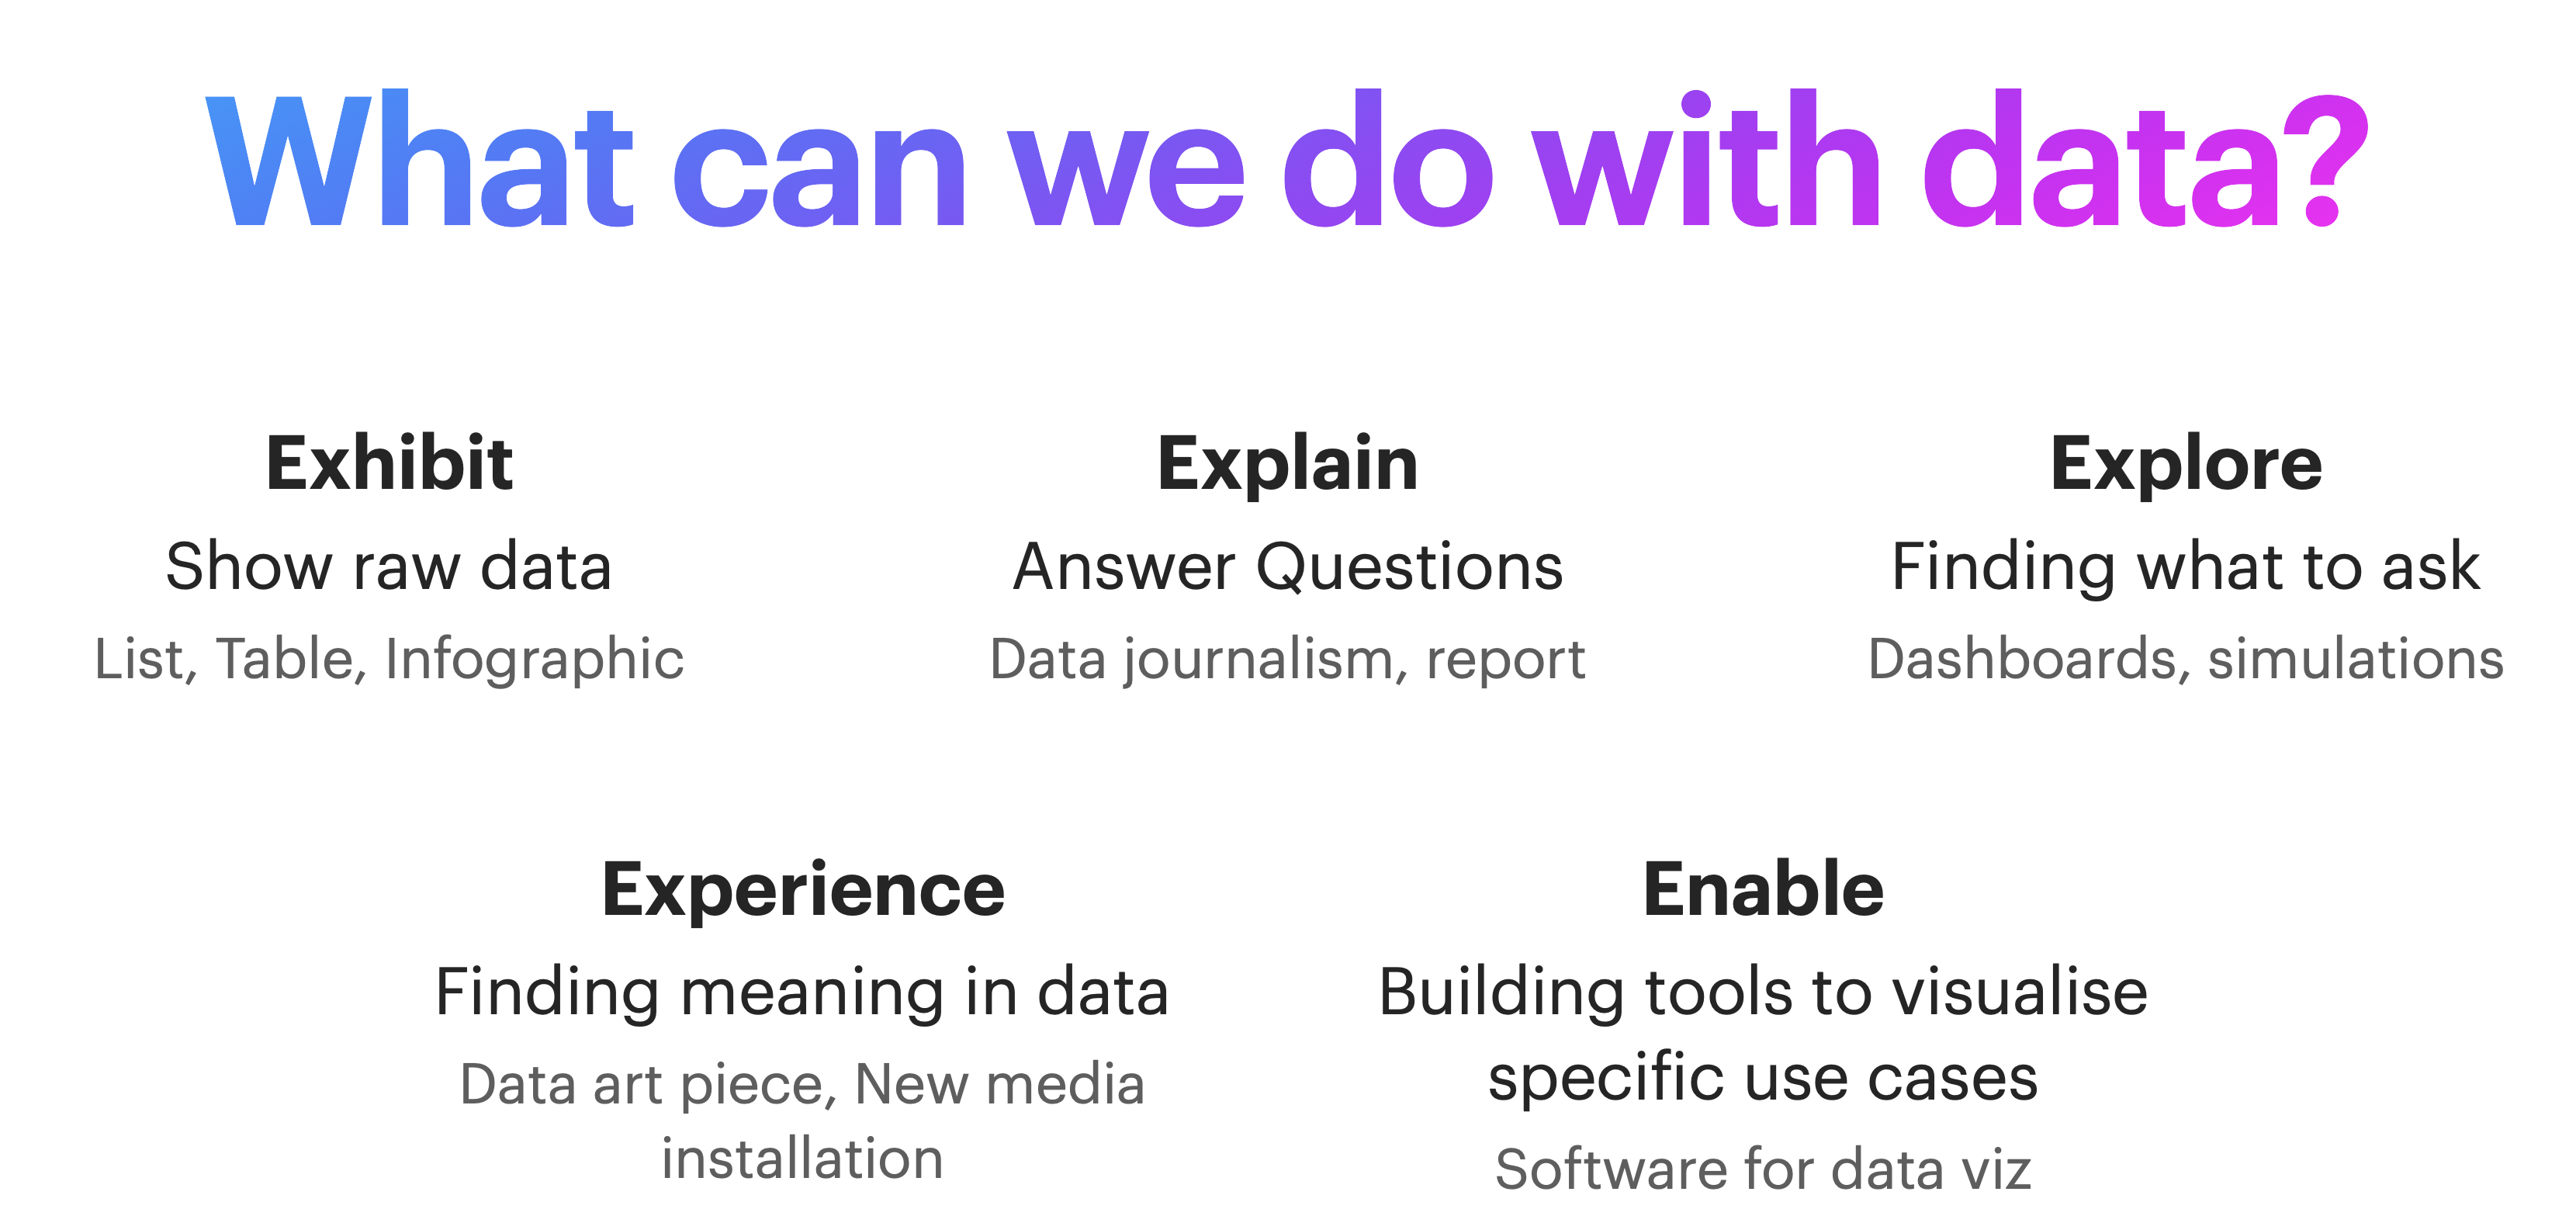 What can we do with data?
Exhibit
Show raw data
List, Table, Infographic
Explain
Answer Questions
Data journalism, report
Explore
Finding what to ask
Dashboards, simulations
Experience
Finding meaning in data
Data art piece, New media
installation
Enable
Building tools to visualise
specific use cases
Software for data viz